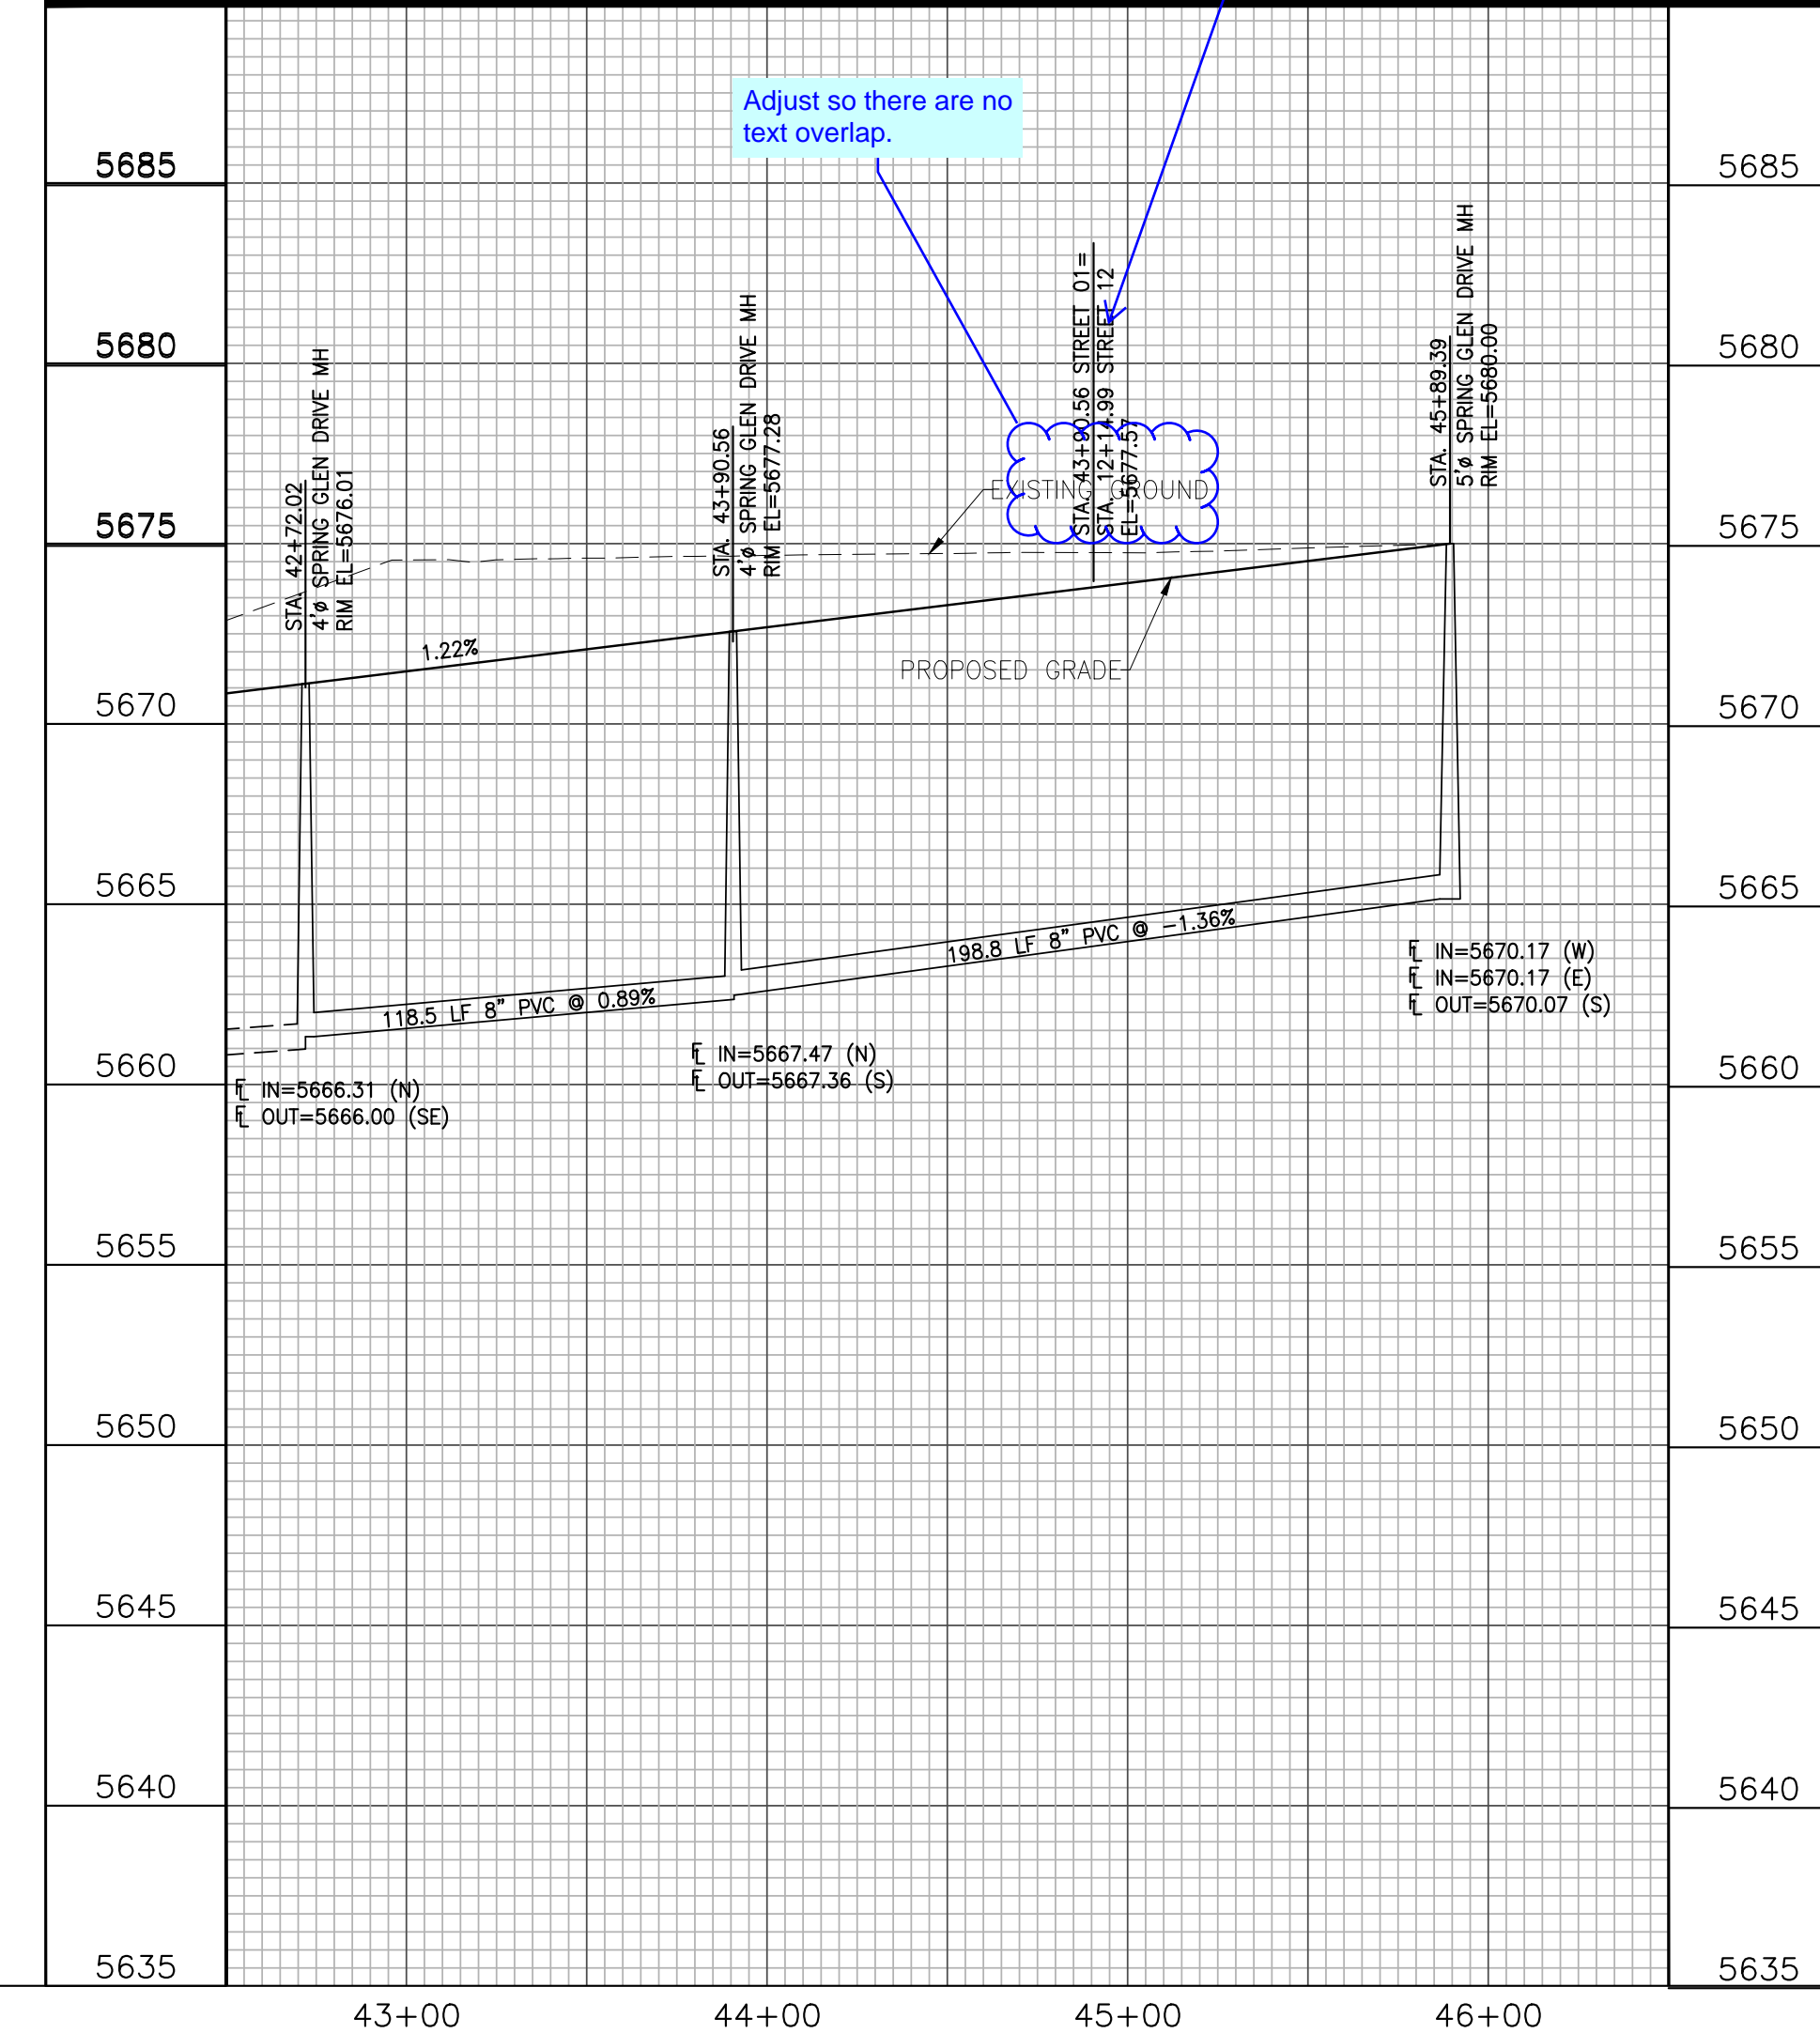 Adjust so there are no
text overlap.
5685
5685
5680
5680
5675
5675
5670
5670
5665
5665
5660
5660
5655
5655
5650
5650
5645
5645
5640
5640
5635
5635
STA. 42+72.02
4'ø SPRING GLEN DRIVE MH
RIM EL=5676.01
STA. 43+90.56
4'ø SPRING GLEN DRIVE MH
RIM EL=5677.28
STA. 43+90.56 STREET 01=
STA. 12+14.99 STREET 12
EL=5677.57
STA. 45+89.39
5'ø SPRING GLEN DRIVE MH
RIM EL=5680.00
EXISTING GROUND
1.22%
PROPOSED GRADE
198.8 LF 8" PVC @ -1.36%
118.5 LF 8" PVC @ 0.89%
FL IN=5670.17 (W)
FL IN=5670.17 (E)
FL OUT=5670.07 (S)
FL IN=5667.47 (N)
FL OUT=5667.36 (S)
FL IN=5666.31 (N)
FL OUT=5666.00 (SE)
43+00
44+00
45+00
46+00